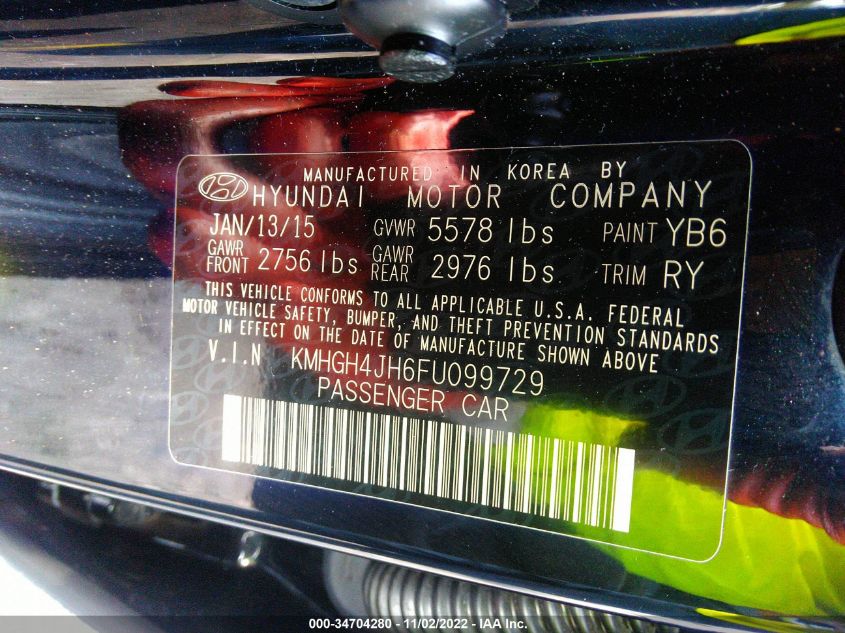 MANUFACTURED IN KOREA BY
HYUNDAI MOTOR COMPANY
JAN/13/15 GVWR 5578 lbs PAINT YB6
GAWR FRONT 2756 lbs GAWR REAR 2976 lbs TRIM RY
THIS VEHICLE CONFORMS TO ALL APPLICABLE U.S.A. FEDERAL
MOTOR VEHICLE SAFETY, BUMPER, AND THEFT PREVENTION STANDARDS
IN EFFECT ON THE DATE OF MANUFACTURE SHOWN ABOVE
V.I.N KMHGH4JH6FU099729
PASSENGER CAR
000-34704280 - 11/02/2022 - IAA Inc.